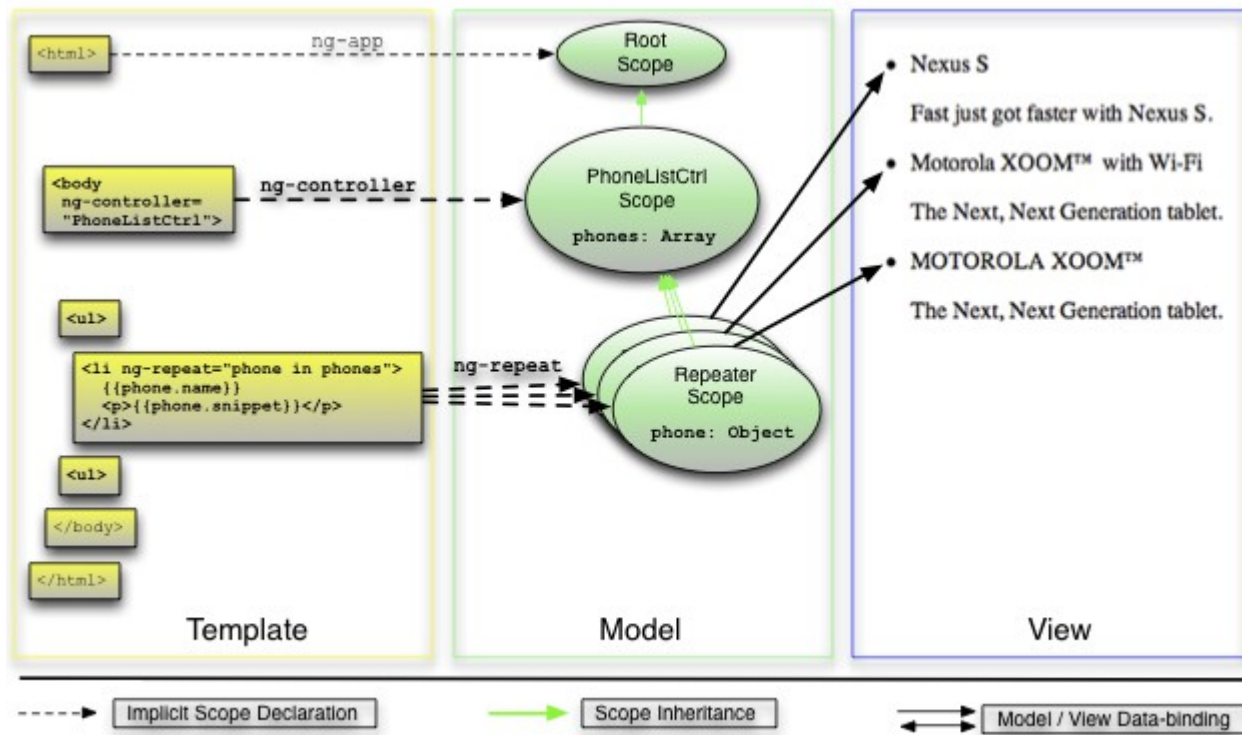 <html>
ng-app
Root
Scope
<body
ng-controller=
"PhoneListCtrl">
ng-controller
PhoneListCtrl
Scope
phones: Array
<ul>
<li ng-repeat="phone in phones">
{{phone.name}}
<p>{{phone.snippet}}</p>
</li>
ng-repeat
Repeater
Scope
phone: Object
<ul>
</body>
</html>
Template
Model
• Nexus S
Fast just got faster with Nexus S.
• Motorola XOOM™ with Wi-Fi
The Next, Next Generation tablet.
• MOTOROLA XOOM™
The Next, Next Generation tablet.
View
Implicit Scope Declaration
Scope Inheritance
Model / View Data-binding